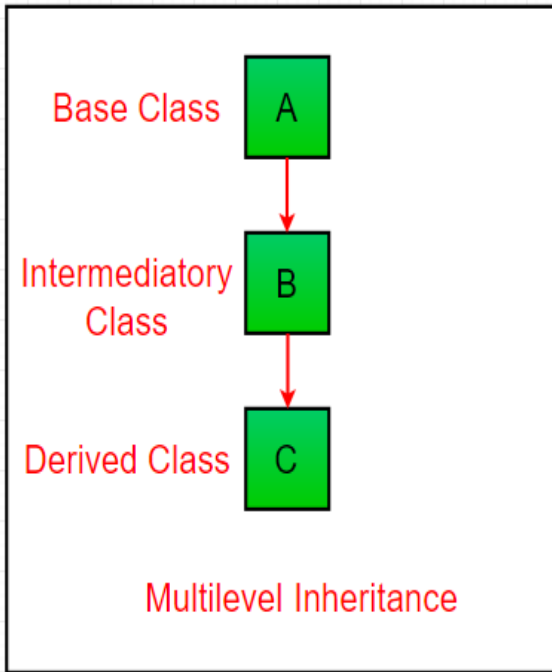 Base Class
A
Intermediatory
Class
B
Derived Class
C
Multilevel Inheritance